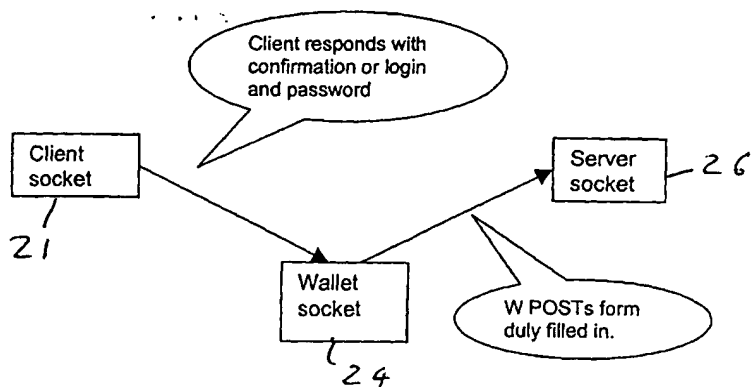 Client responds with
confirmation or login
and password
Client
socket
21
Server
socket
26
Wallet
socket
24
W POSTs form
duly filled in.